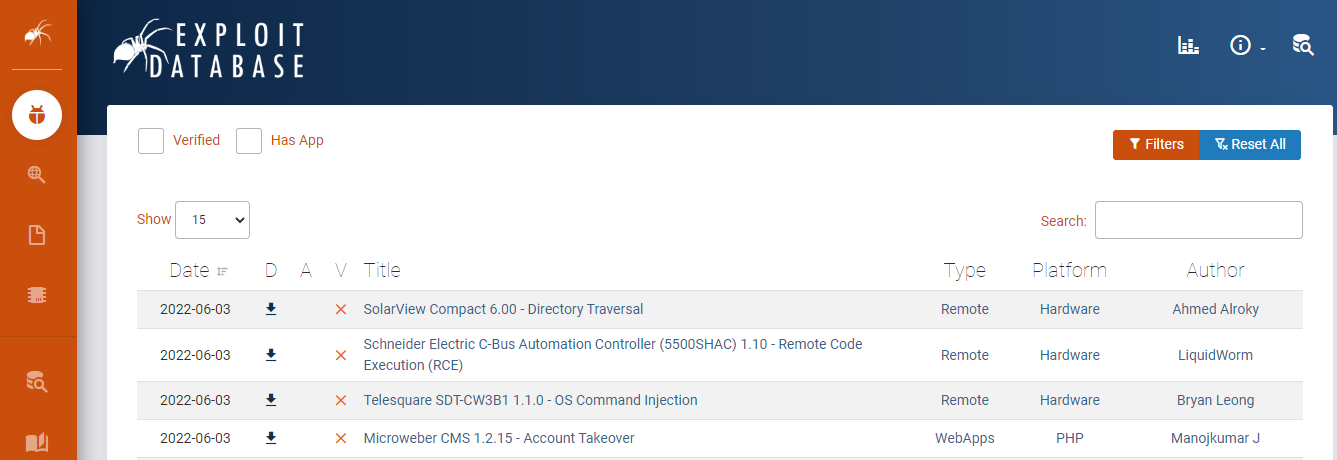 EXPLOIT
DATABASE
Verified Has App
Filters Reset All
Show 15 Search:
Date D A V Title Type Platform Author
2022-06-03 SolarView Compact 6.00 - Directory Traversal Remote Hardware Ahmed Alroky
2022-06-03 Schneider Electric C-Bus Automation Controller (5500SHAC) 1.10 - Remote Code
Execution (RCE) Remote Hardware LiquidWorm
2022-06-03 Telesquare SDT-CW3B1 1.1.0 - OS Command Injection Remote Hardware Bryan Leong
2022-06-03 Microweber CMS 1.2.15 - Account Takeover WebApps PHP Manojkumar J